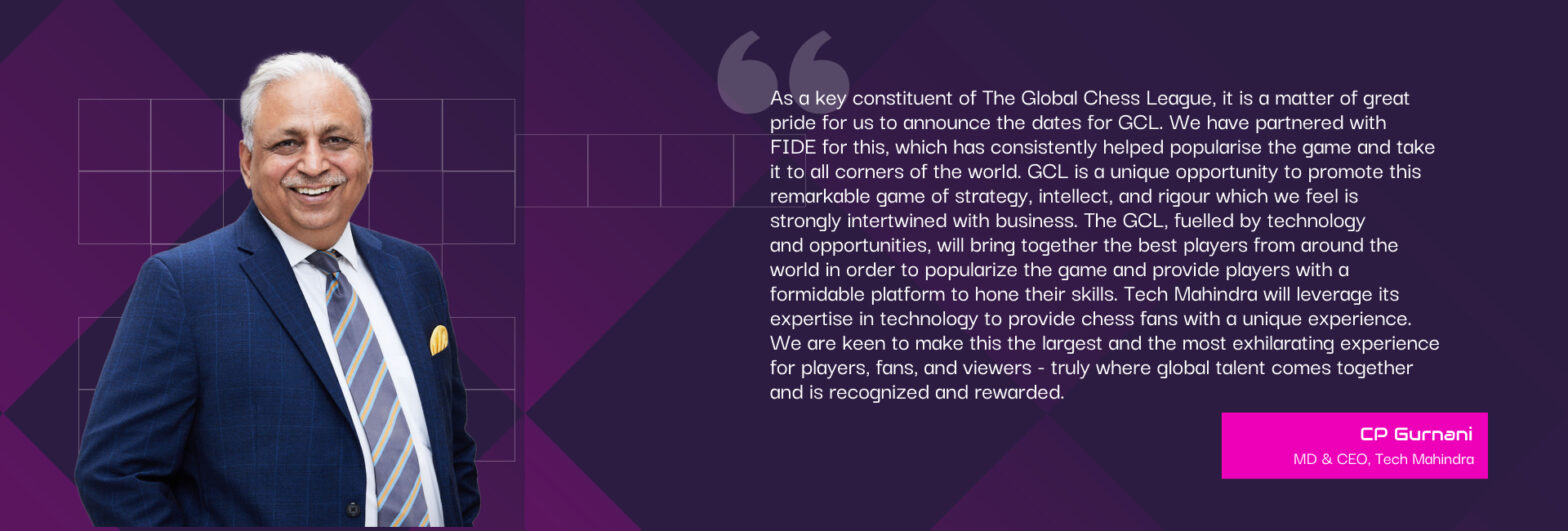 As a key constituent of The Global Chess League, it is a matter of great
pride for us to announce the dates for GCL. We have partnered with
FIDE for this, which has consistently helped popularise the game and take
it to all corners of the world. GCL is a unique opportunity to promote this
remarkable game of strategy, intellect, and rigour which we feel is
strongly intertwined with business. The GCL, fuelled by technology
and opportunities, will bring together the best players from around the
world in order to popularize the game and provide players with a
formidable platform to hone their skills. Tech Mahindra will leverage its
expertise in technology to provide chess fans with a unique experience.
We are keen to make this the largest and the most exhilarating experience
for players, fans, and viewers - truly where global talent comes together
and is recognized and rewarded.
CP Gurnani
MD & CEO, Tech Mahindra